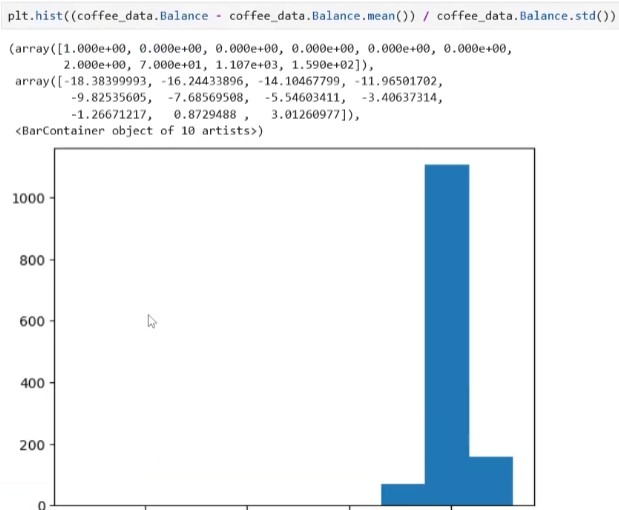 plt.hist((coffee_data.Balance - coffee_data.Balance.mean()) / coffee_data.Balance.std())
(array([1.000e+00, 0.000e+00, 0.000e+00, 0.000e+00, 0.000e+00, 0.000e+00,
2.000e+00, 7.000e+01, 1.107e+03, 1.590e+02]),
array([-18.38399993, -16.24433896, -14.10467799, -11.96501702,
-9.82535605, -7.68569508, -5.54603411, -3.40637314,
-1.26671217, 0.8729488 , 3.01260977]),
<BarContainer object of 10 artists>)
1000
800
600
400
200
0